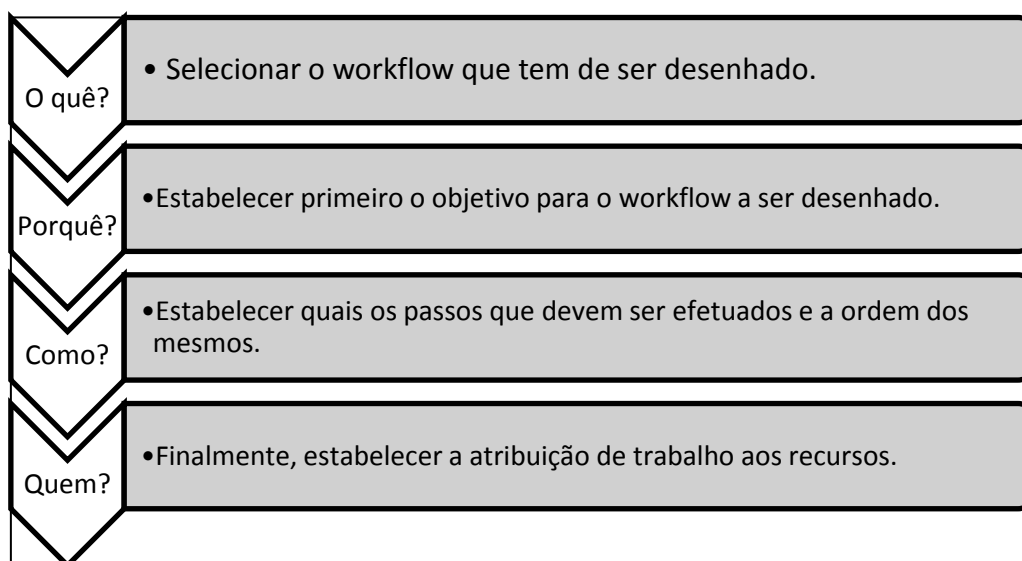 O quê?
• Selecionar o workflow que tem de ser desenhado.
Porquê?
•Estabelecer primeiro o objetivo para o workflow a ser desenhado.
Como?
•Estabelecer quais os passos que devem ser efetuados e a ordem dos
mesmos.
Quem?
•Finalmente, estabelecer a atribuição de trabalho aos recursos.